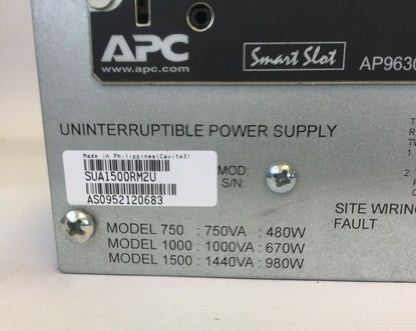 APC
www.apc.com
Smart Slot
AP9630
UNINTERRUPTIBLE POWER SUPPLY
Made in Philippines(Cavite3)
SUA1500RM2U
MOD:
S/N:
AS0952120683
SITE WIRING
FAULT
MODEL 750 : 750VA : 480W
MODEL 1000 : 1000VA : 670W
MODEL 1500 : 1440VA : 980W